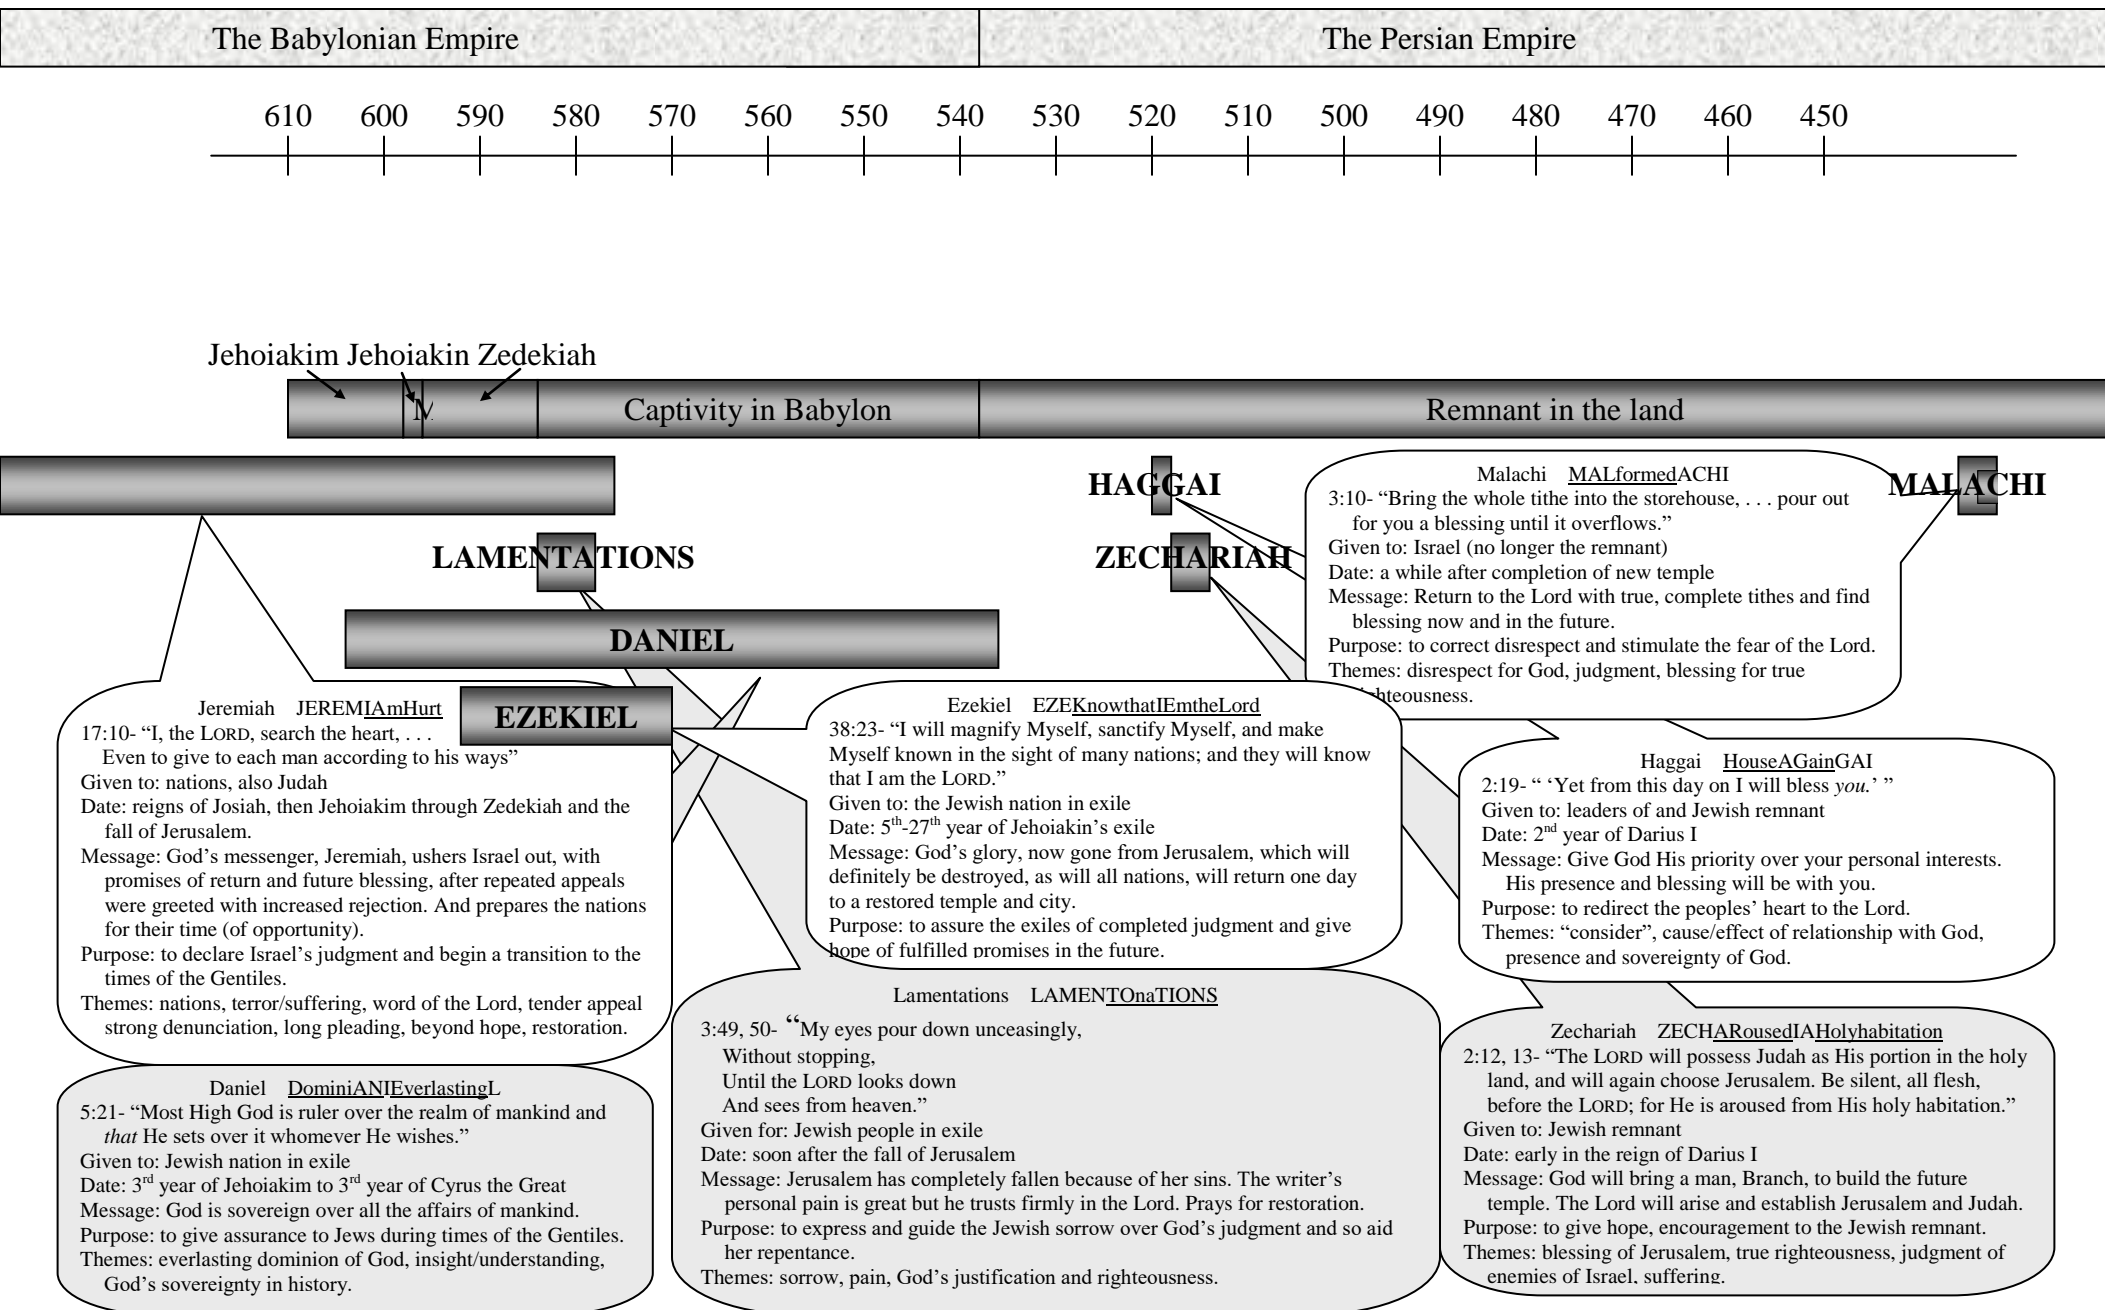 The Babylonian Empire
The Persian Empire
610 600 590 580 570 560 550 540 530 520 510 500 490 480 470 460 450
Jehoiakim Jehoiakin Zedekiah
M
Captivity in Babylon
Remnant in the land
HAGGAI
MALACHI
LAMENTATIONS
ZECHARIAH
DANIEL
EZEKIEL
Malachi MALformedACHI
3:10- “Bring the whole tithe into the storehouse, . . . pour out
for you a blessing until it overflows.”
Given to: Israel (no longer the remnant)
Date: a while after completion of new temple
Message: Return to the Lord with true, complete tithes and find
blessing now and in the future.
Purpose: to correct disrespect and stimulate the fear of the Lord.
Themes: disrespect for God, judgment, blessing for true
Jeremiah JEREMIAmHurt
17:10- “I, the LORD, search the heart, . . .
Even to give to each man according to his ways”
Given to: nations, also Judah
Date: reigns of Josiah, then Jehoiakim through Zedekiah and the
fall of Jerusalem.
Message: God’s messenger, Jeremiah, ushers Israel out, with
promises of return and future blessing, after repeated appeals
were greeted with increased rejection. And prepares the nations
for their time (of opportunity).
Purpose: to declare Israel’s judgment and begin a transition to the
times of the Gentiles.
Themes: nations, terror/suffering, word of the Lord, tender appeal
strong denunciation, long pleading, beyond hope, restoration.
Ezekiel EZEKnowthatIEmtheLord
38:23- “I will magnify Myself, sanctify Myself, and make
Myself known in the sight of many nations; and they will know
that I am the LORD.”
Given to: the Jewish nation in exile
Date: 5th-27th year of Jehoiakin’s exile
Message: God’s glory, now gone from Jerusalem, which will
definitely be destroyed, as will all nations, will return one day
to a restored temple and city.
Purpose: to assure the exiles of completed judgment and give
hope of fulfilled promises in the future.
Haggai HouseAGainGAI
2:19- “ ‘Yet from this day on I will bless you.’ ”
Given to: leaders of and Jewish remnant
Date: 2nd year of Darius I
Message: Give God His priority over your personal interests.
His presence and blessing will be with you.
Purpose: to redirect the peoples’ heart to the Lord.
Themes: “consider”, cause/effect of relationship with God,
presence and sovereignty of God.
Daniel DominiANIEverlastingL
5:21- “Most High God is ruler over the realm of mankind and
that He sets over it whomever He wishes.”
Given to: Jewish nation in exile
Date: 3rd year of Jehoiakim to 3rd year of Cyrus the Great
Message: God is sovereign over all the affairs of mankind.
Purpose: to give assurance to Jews during times of the Gentiles.
Themes: everlasting dominion of God, insight/understanding,
God’s sovereignty in history.
Lamentations LAMENTOnaTIONS
3:49, 50- “My eyes pour down unceasingly,
Without stopping,
Until the LORD looks down
And sees from heaven.”
Given for: Jewish people in exile
Date: soon after the fall of Jerusalem
Message: Jerusalem has completely fallen because of her sins. The writer’s
personal pain is great but he trusts firmly in the Lord. Prays for restoration.
Purpose: to express and guide the Jewish sorrow over God’s judgment and so aid
her repentance.
Themes: sorrow, pain, God’s justification and righteousness.
Zechariah ZECHARousedIAHolyhabitation
2:12, 13- “The LORD will possess Judah as His portion in the holy
land, and will again choose Jerusalem. Be silent, all flesh,
before the LORD; for He is aroused from His holy habitation.”
Given to: Jewish remnant
Date: early in the reign of Darius I
Message: God will bring a man, Branch, to build the future
temple. The Lord will arise and establish Jerusalem and Judah.
Purpose: to give hope, encouragement to the Jewish remnant.
Themes: blessing of Jerusalem, true righteousness, judgment of
enemies of Israel, suffering.